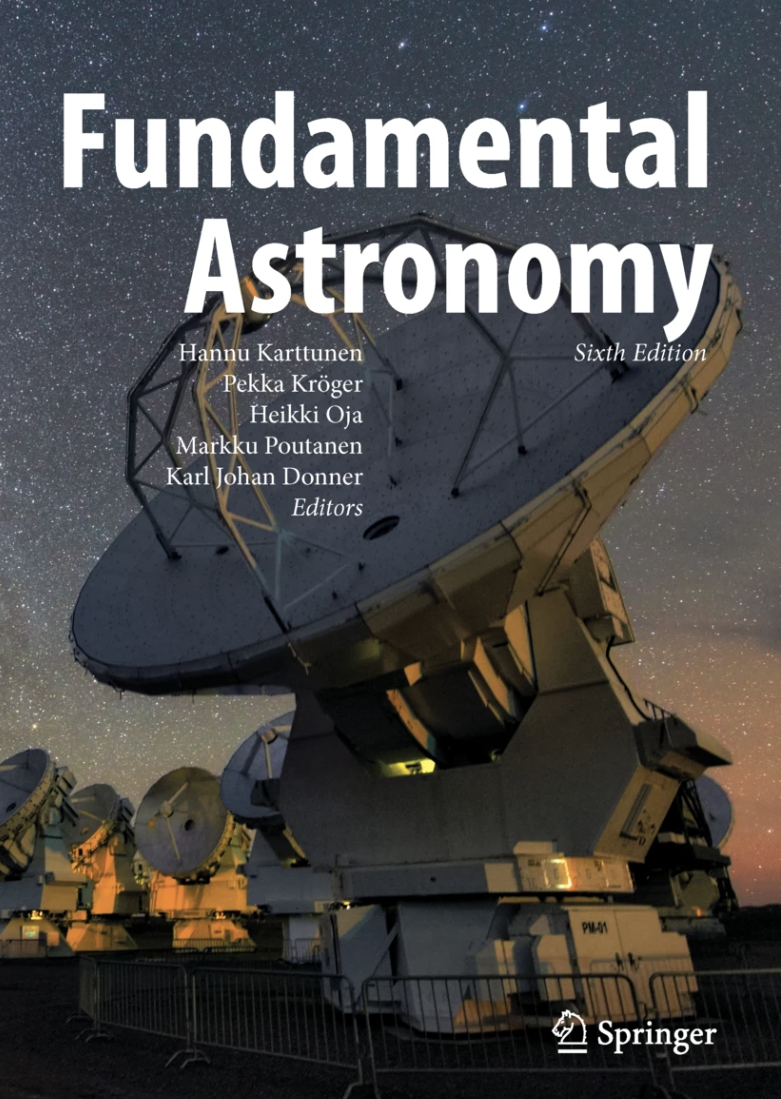 Fundamental
Astronomy
Hannu Karttunen
Pekka Kröger
Heikki Oja
Markku Poutanen
Karl Johan Donner
Editors
Sixth Edition
PM-01
Springer